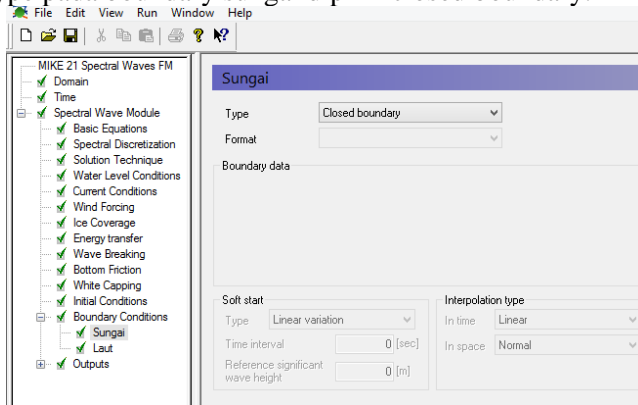 File Edit View Run Window Help
MIKE 21 Spectral Waves FM
Domain
Time
Spectral Wave Module
Basic Equations
Spectral Discretization
Solution Technique
Water Level Conditions
Current Conditions
Wind Forcing
Ice Coverage
Energy transfer
Wave Breaking
Bottom Friction
White Capping
Initial Conditions
Boundary Conditions
Sungai
Laut
Outputs
Sungai
Type Closed boundary
Format
Boundary data
Soft start
Type Linear variation
Time interval 0 [sec]
Reference significant
wave height 0 [m]
Interpolation type
In time Linear
In space Normal